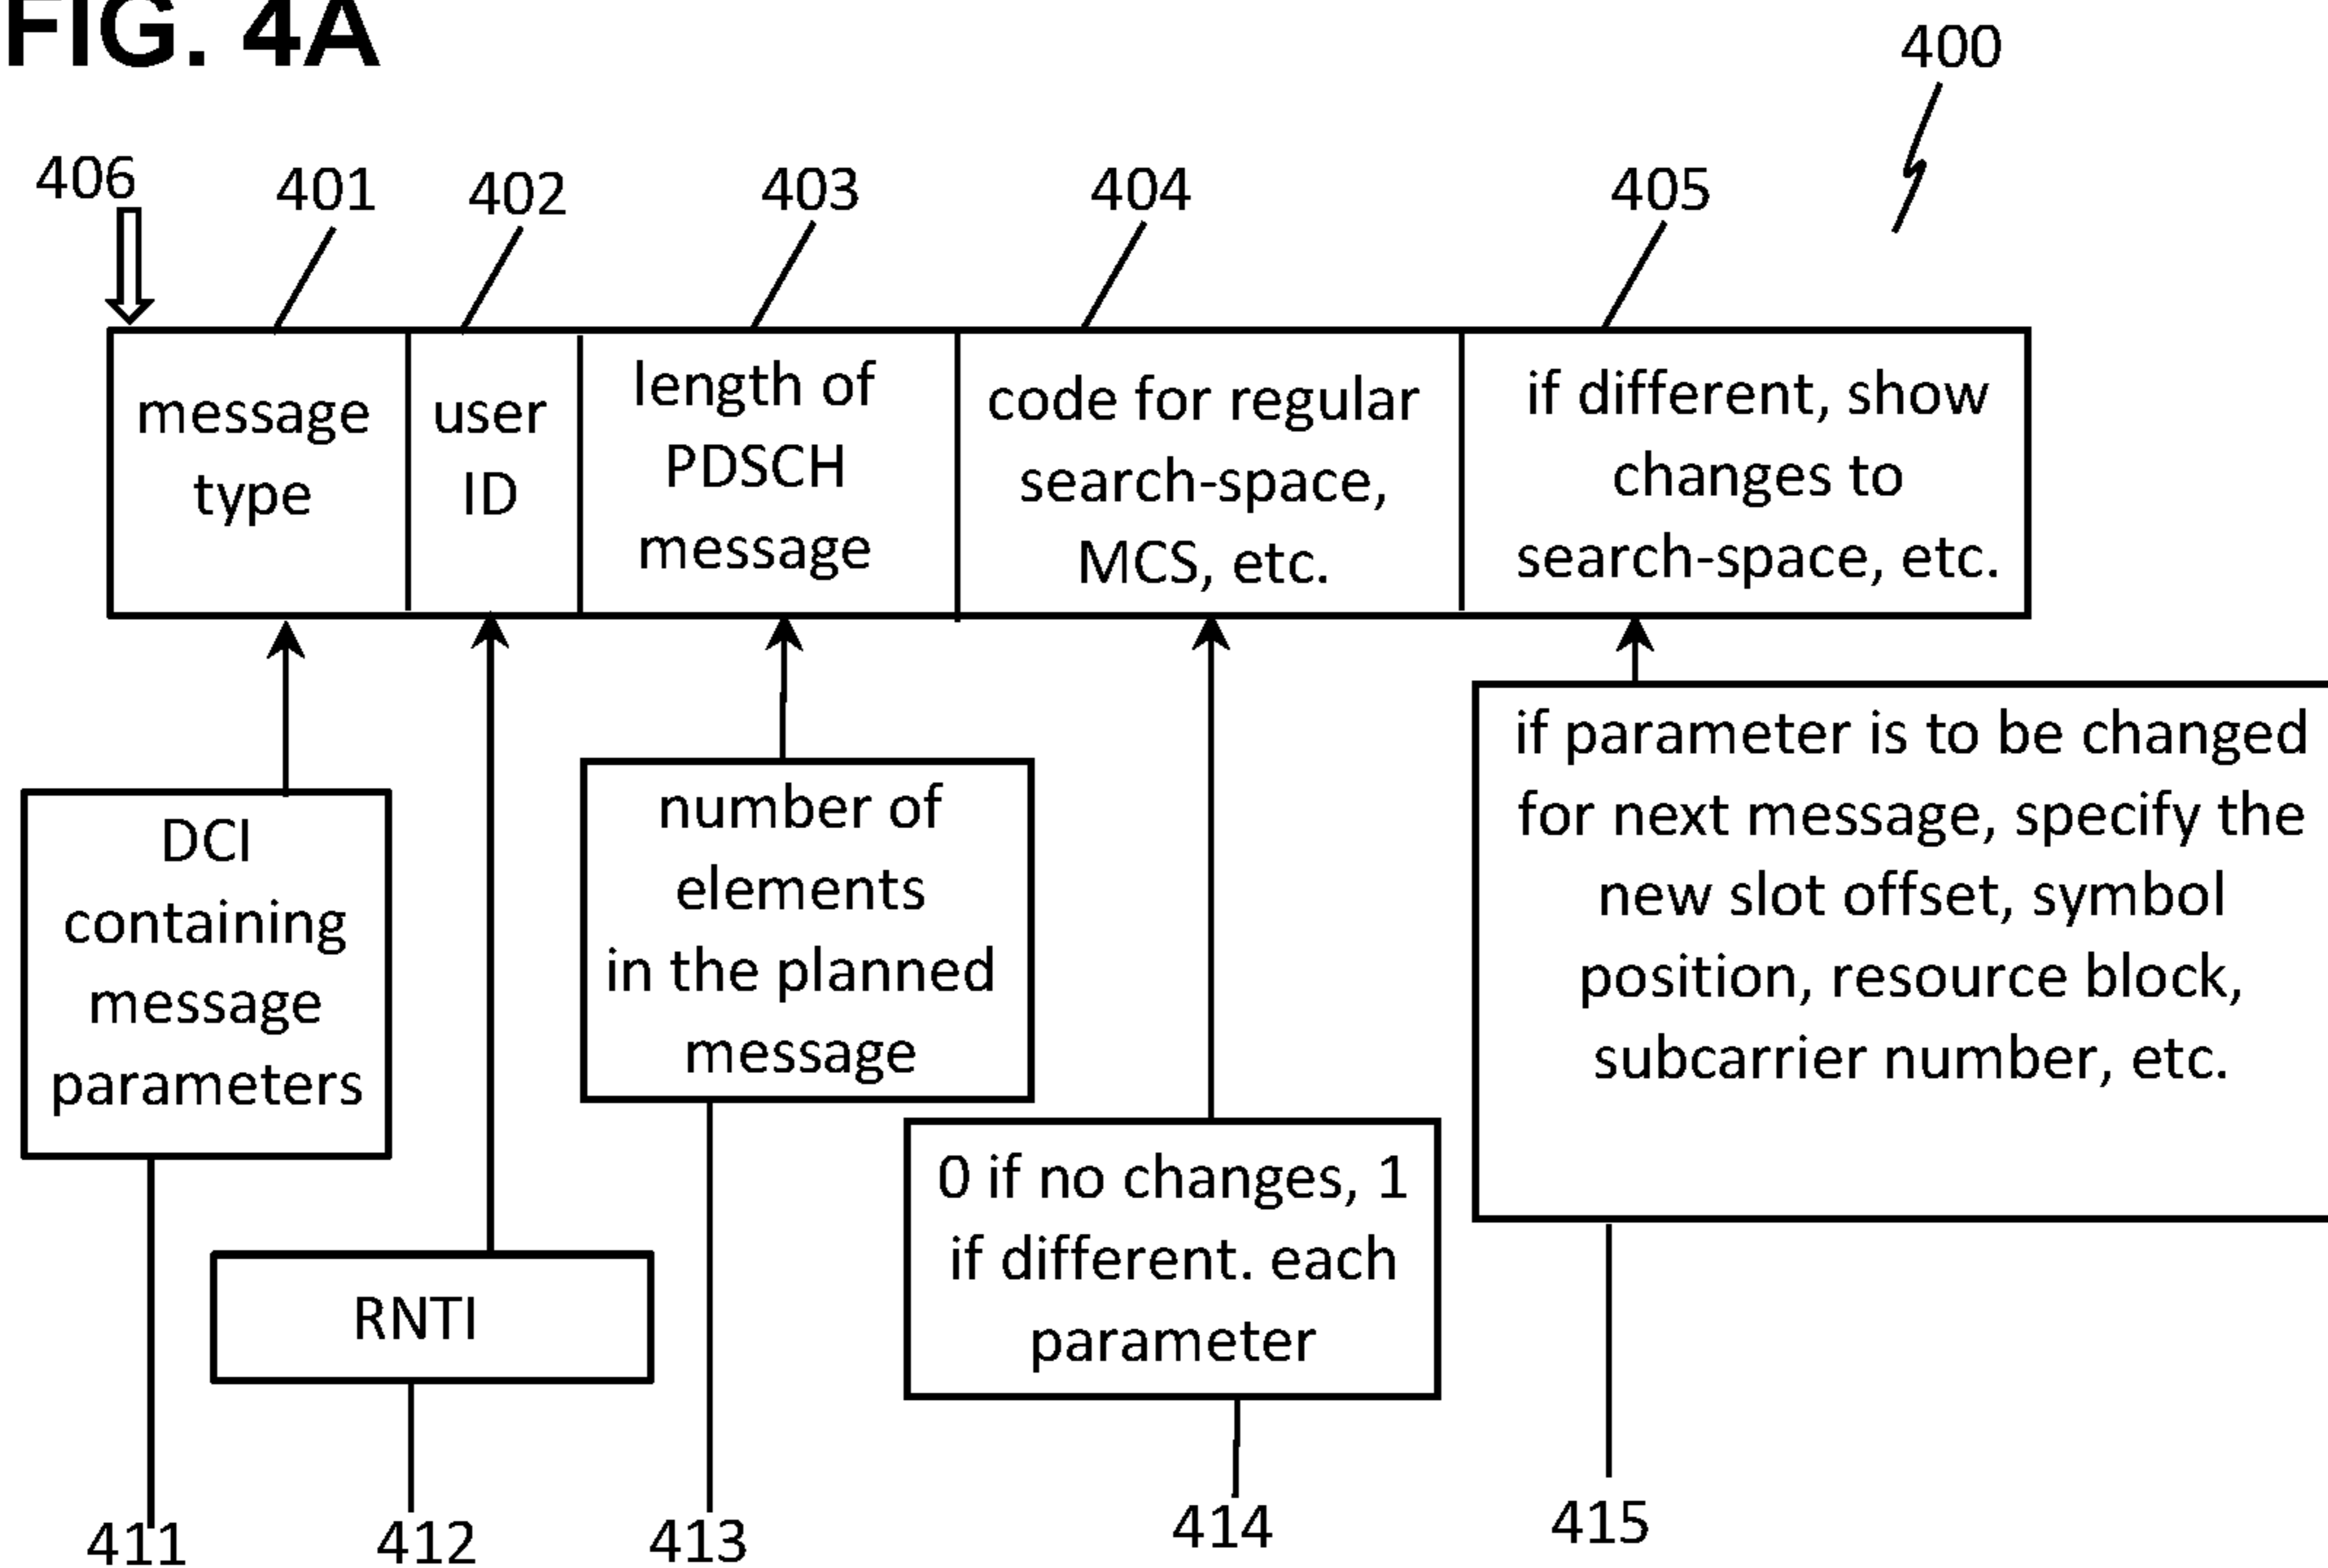 FIG. 4A
400
406
401
402
403
404
405
message
type
user
ID
length of
PDSCH
message
code for regular
search-space,
MCS, etc.
if different, show
changes to
search-space, etc.
DCI
containing
message
parameters
RNTI
number of
elements
in the planned
message
0 if no changes, 1
if different. each
parameter
if parameter is to be changed
for next message, specify the
new slot offset, symbol
position, resource block,
subcarrier number, etc.
411
412
413
414
415